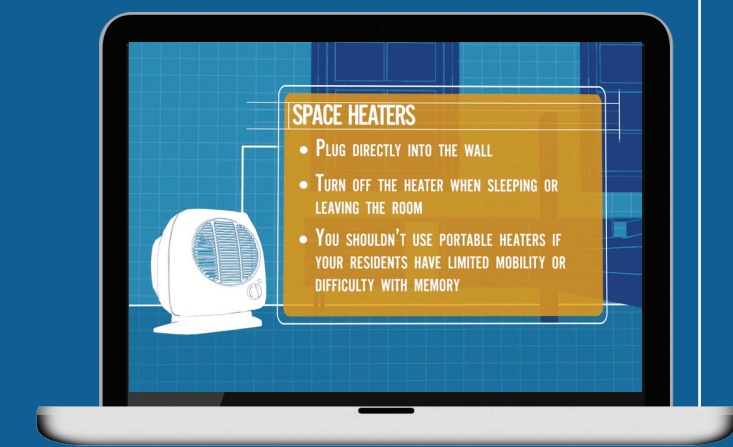 SPACE HEATERS
• PLUG DIRECTLY INTO THE WALL
• TURN OFF THE HEATER WHEN SLEEPING OR
LEAVING THE ROOM
• YOU SHOULDN'T USE PORTABLE HEATERS IF
YOUR RESIDENTS HAVE LIMITED MOBILITY OR
DIFFICULTY WITH MEMORY